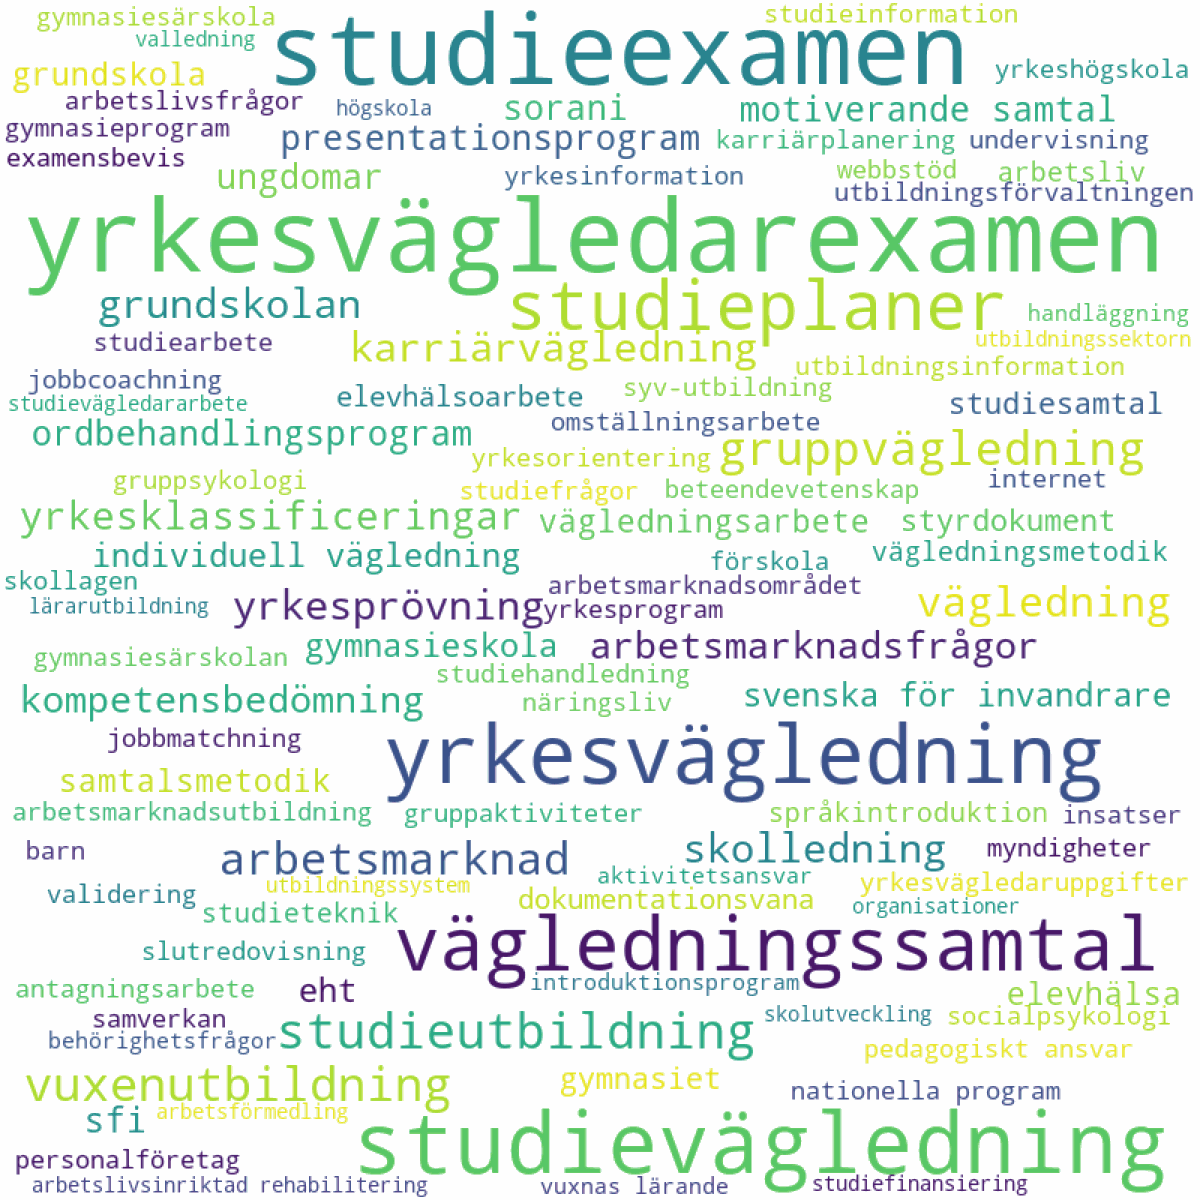 gymnasiesärskola
studieexamen
studieinformation
valledning
grundskola
yrkeshögskola
arbetslivsfrågor
högskola
sorani
motiverande samtal
gymnasieprogram
presentationsprogram
karriärplanering
undervisning
examensbevis
ungdomar
yrkesinformation
webbstöd
arbetsliv
utbildningsförvaltningen
yrkesvägledarexamen
grundskolan
studieplaner
handläggning
studiearbete
karriärvägledning
utbildningssektorn
utbildningsinformation
jobbcoachning
elevhälsoarbete
syv-utbildning
studievägledararbete
studiesamtal
omställningsarbete
ordbehandlingsprogram
gruppvägledning
yrkesorientering
gruppsykologi
studiefrågor
beteendevetenskap
internet
yrkesklassificeringar
vägledningsarbete
styrdokument
individuell vägledning
förskola
vägledningsmetodik
skollagen
arbetsmarknadsområdet
lärarutbildning
yrkesprövning
yrkesprogram
vägledning
gymnasiesärskolan
gymnasieskola
arbetsmarknadsfrågor
studiehandledning
kompetensbedömning
näringsliv
svenska för invandrare
jobbmatchning
yrkesvägledning
samtalsmetodik
arbetsmarknadsutbildning
gruppaktiviteter
språkintroduktion
insatser
barn
arbetsmarknad
skolledning
myndigheter
validering
utbildningssystem
aktivitetsansvar
yrkesvägledaruppgifter
studieteknik
dokumentationsvana
organisationer
slutredovisning
vägledningssamtal
antagningsarbete
eht
introduktionsprogram
elevhälsa
samverkan
studieutbildning
skolutveckling
socialpsykologi
behörighetsfrågor
pedagogiskt ansvar
vuxenutbildning
gymnasiet
nationella program
sfi
arbetsförmedling
studievägledning
personalföretag
arbetslivsinriktad rehabilitering
vuxnas lärande
studiefinansiering